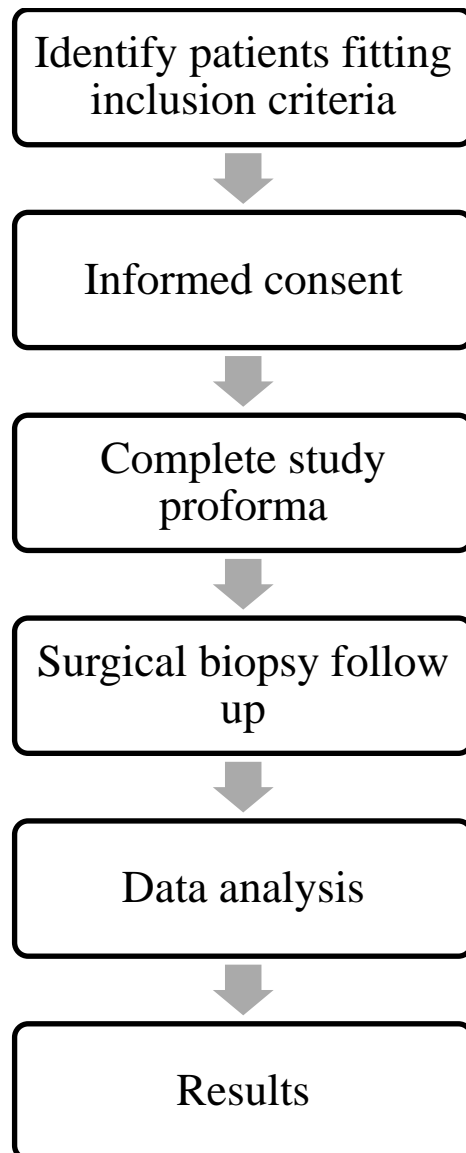 Identify patients fitting
inclusion criteria
Informed consent
Complete study
proforma
Surgical biopsy follow
up
Data analysis
Results